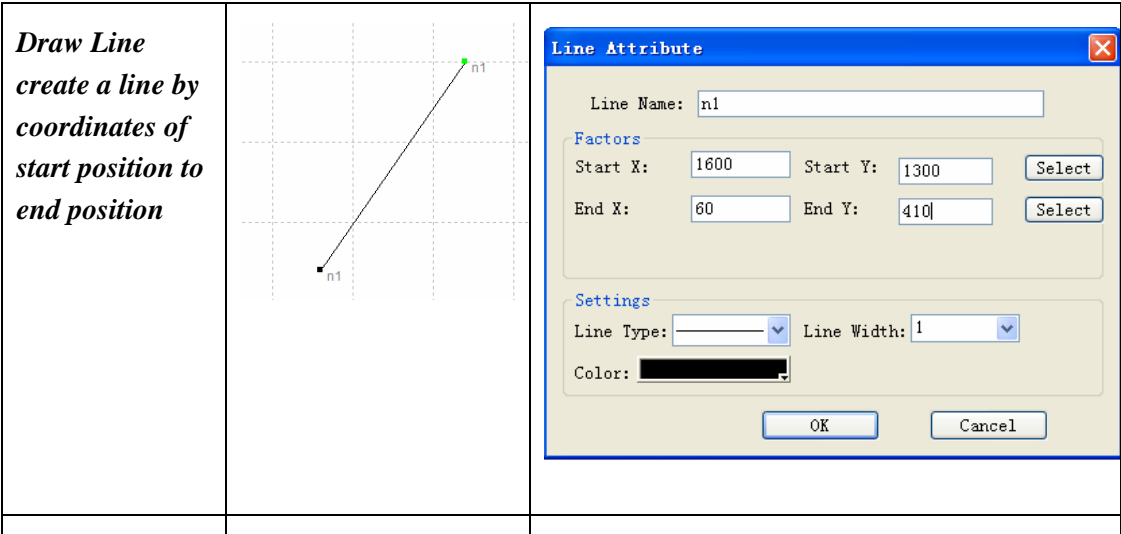 Draw Line
create a line by
coordinates of
start position to
end position
n1
n1
Line Attribute
Line Name: n1
Factors
Start X: 1600 Start Y: 1300 Select
End X: 60 End Y: 410 Select
Settings
Line Type: Line Width: 1
Color:
OK Cancel